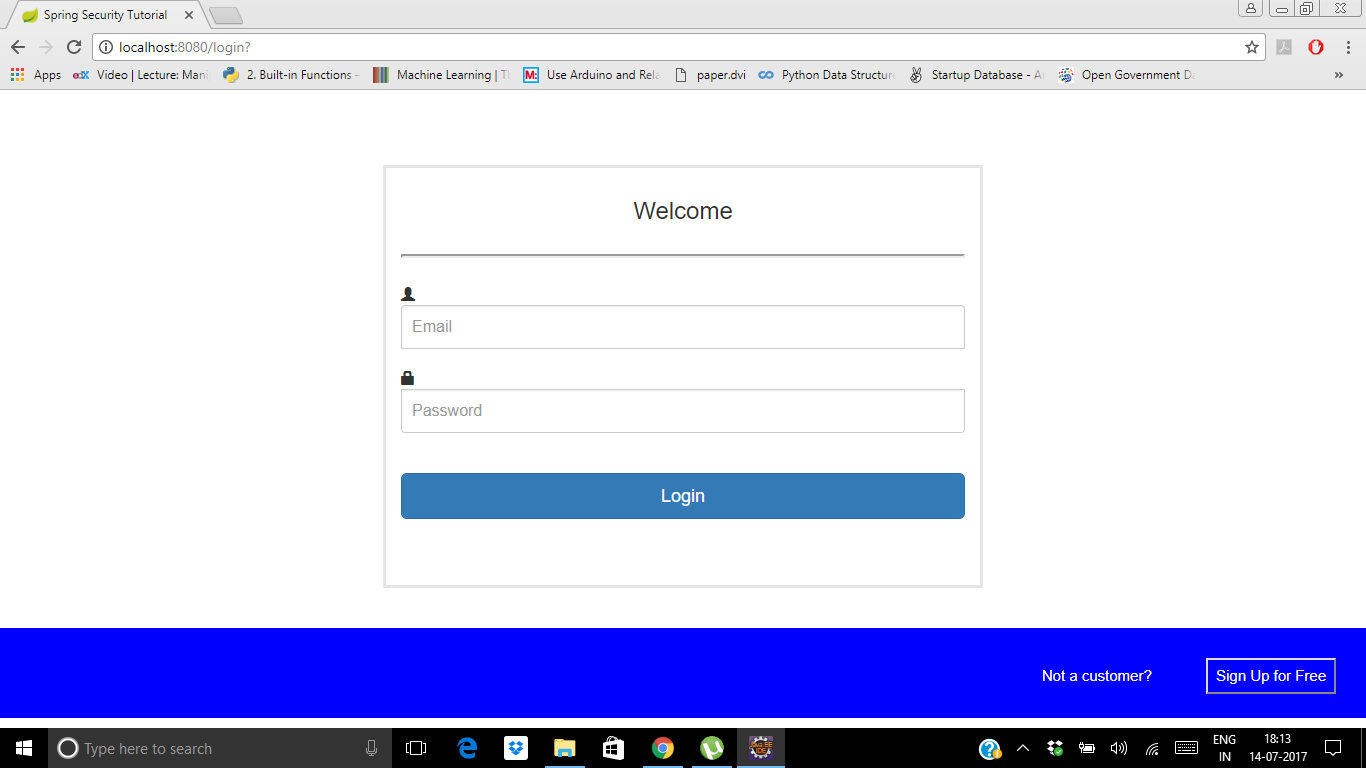 Spring Security Tutorial
localhost:8080/login?
Apps edX Video | Lecture: Mani 2. Built-in Functions - Machine Learning | T M: Use Arduino and Rela paper.dvi Python Data Structur Startup Database - A Open Government Da
Welcome
Email
Password
Login
Not a customer? Sign Up for Free
Type here to search
ENG 18:13
IN 14-07-2017